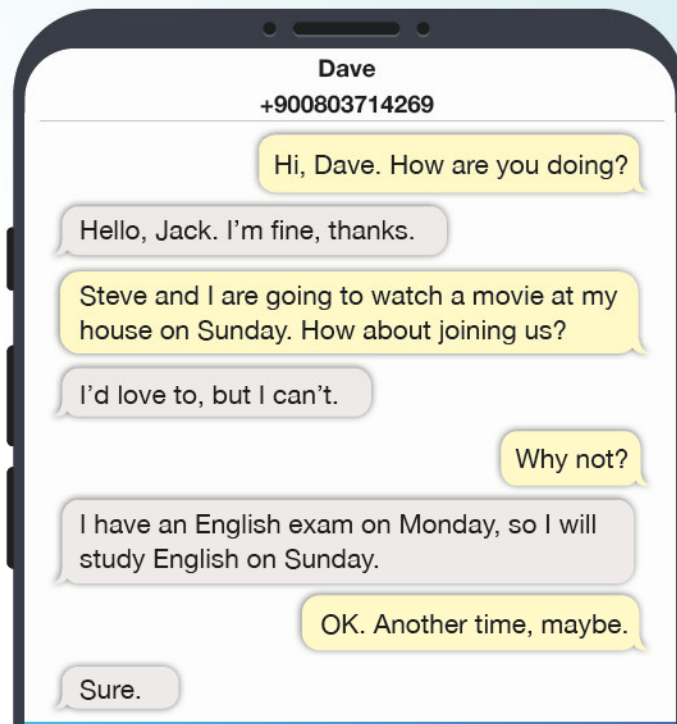 Dave
+900803714269
Hi, Dave. How are you doing?
Hello, Jack. I’m fine, thanks.
Steve and I are going to watch a movie at my
house on Sunday. How about joining us?
I’d love to, but I can’t.
Why not?
I have an English exam on Monday, so I will
study English on Sunday.
OK. Another time, maybe.
Sure.